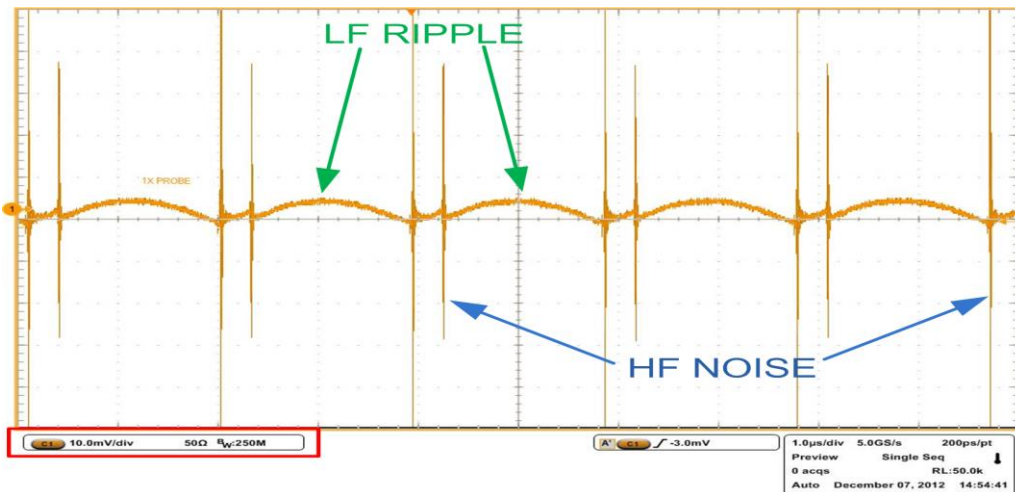 LF RIPPLE
1X PROBE
1
HF NOISE
C1 10.0mV/div 50Ω BW:250M
A' C1 -3.0mV
1.0µs/div 5.0GS/s 200ps/pt
Preview Single Seq
0 acqs RL:50.0k
Auto December 07, 2012 14:54:41